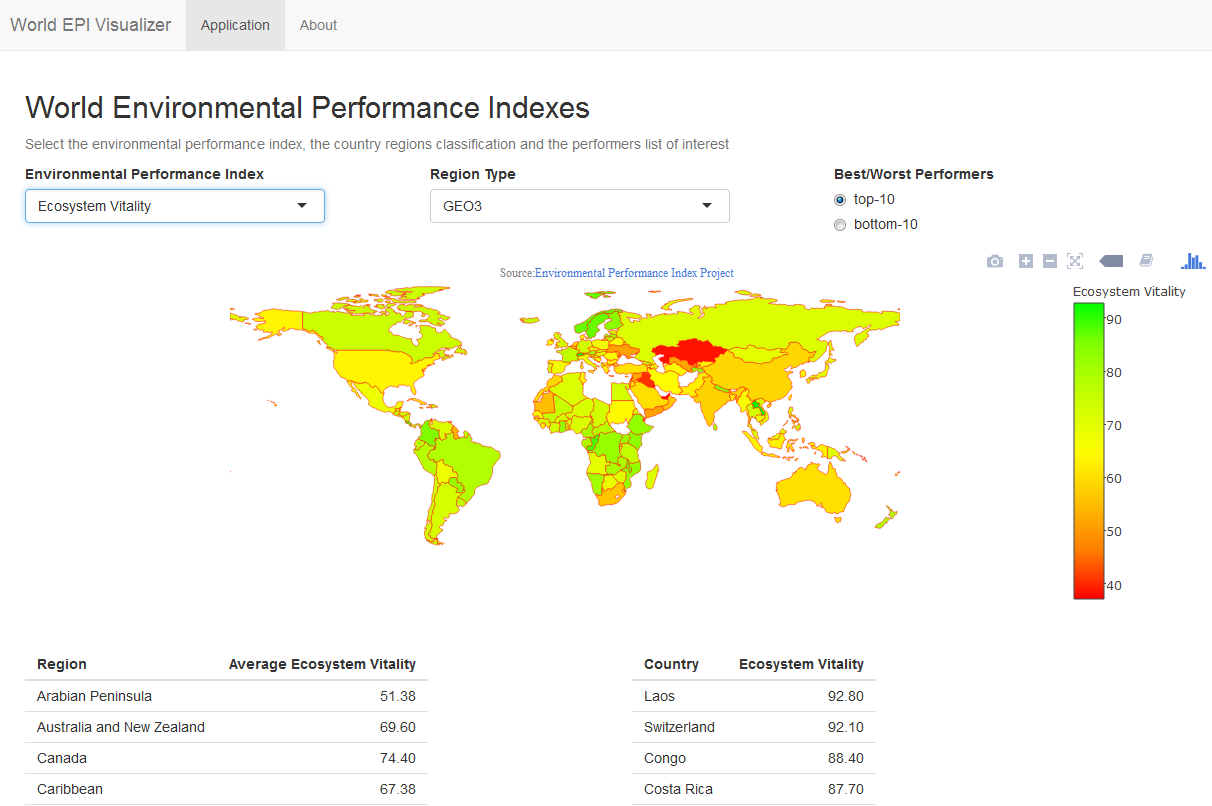 World EPI Visualizer Application About
World Environmental Performance Indexes
Select the environmental performance index, the country regions classification and the performers list of interest
Environmental Performance Index Region Type Best/Worst Performers
Ecosystem Vitality GEO3 top-10
bottom-10
Source:Environmental Performance Index Project
Ecosystem Vitality
90
80
70
60
50
40
Region Average Ecosystem Vitality Country Ecosystem Vitality
Arabian Peninsula 51.38 Laos 92.80
Australia and New Zealand 69.60 Switzerland 92.10
Canada 74.40 Congo 88.40
Caribbean 67.38 Costa Rica 87.70